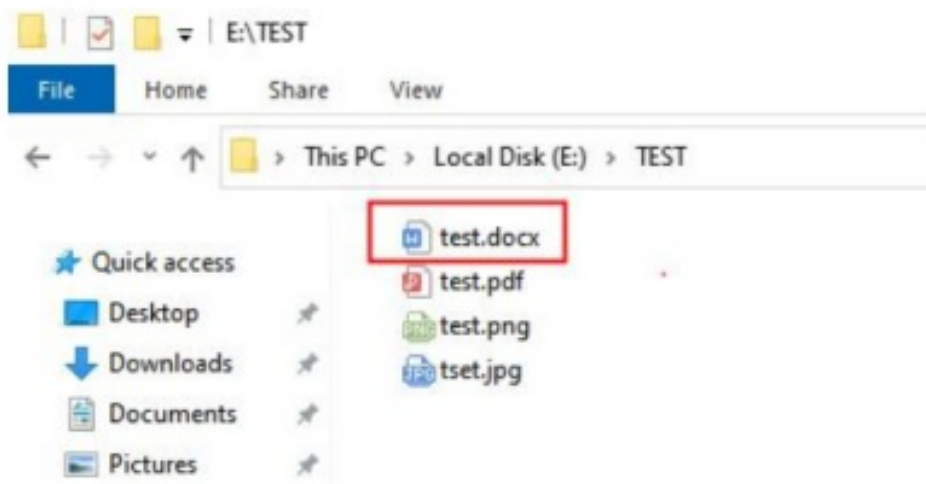 E:\TEST
File Home Share View
This PC > Local Disk (E:) > TEST
Quick access
Desktop
Downloads
Documents
Pictures
test.docx
test.pdf
test.png
tset.jpg